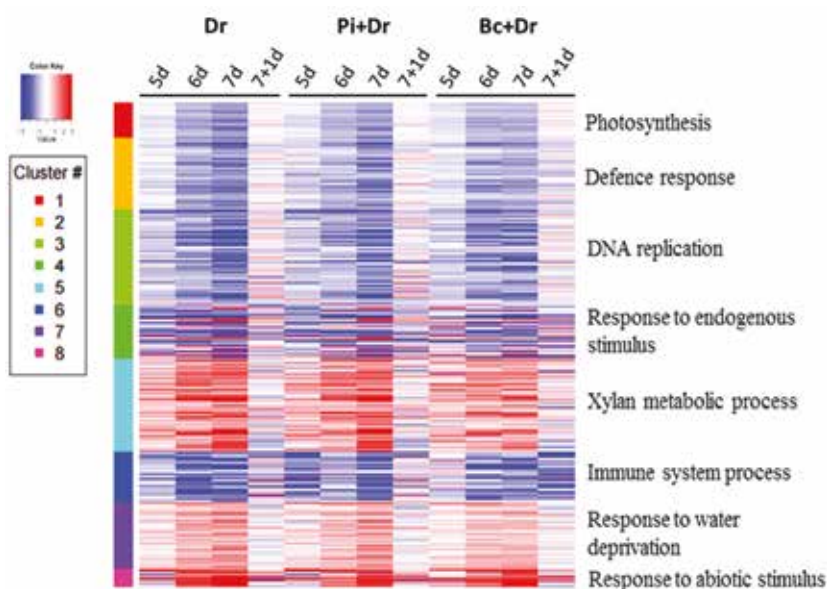 Dr Pi+Dr Bc+Dr
5d 6d 7d 7+1d 5d 6d 7d 7+1d 5d 6d 7d 7+1d
Color Key
Cluster #
1
2
3
4
5
6
7
8
Photosynthesis
Defence response
DNA replication
Response to endogenous
stimulus
Xylan metabolic process
Immune system process
Response to water
deprivation
Response to abiotic stimulus